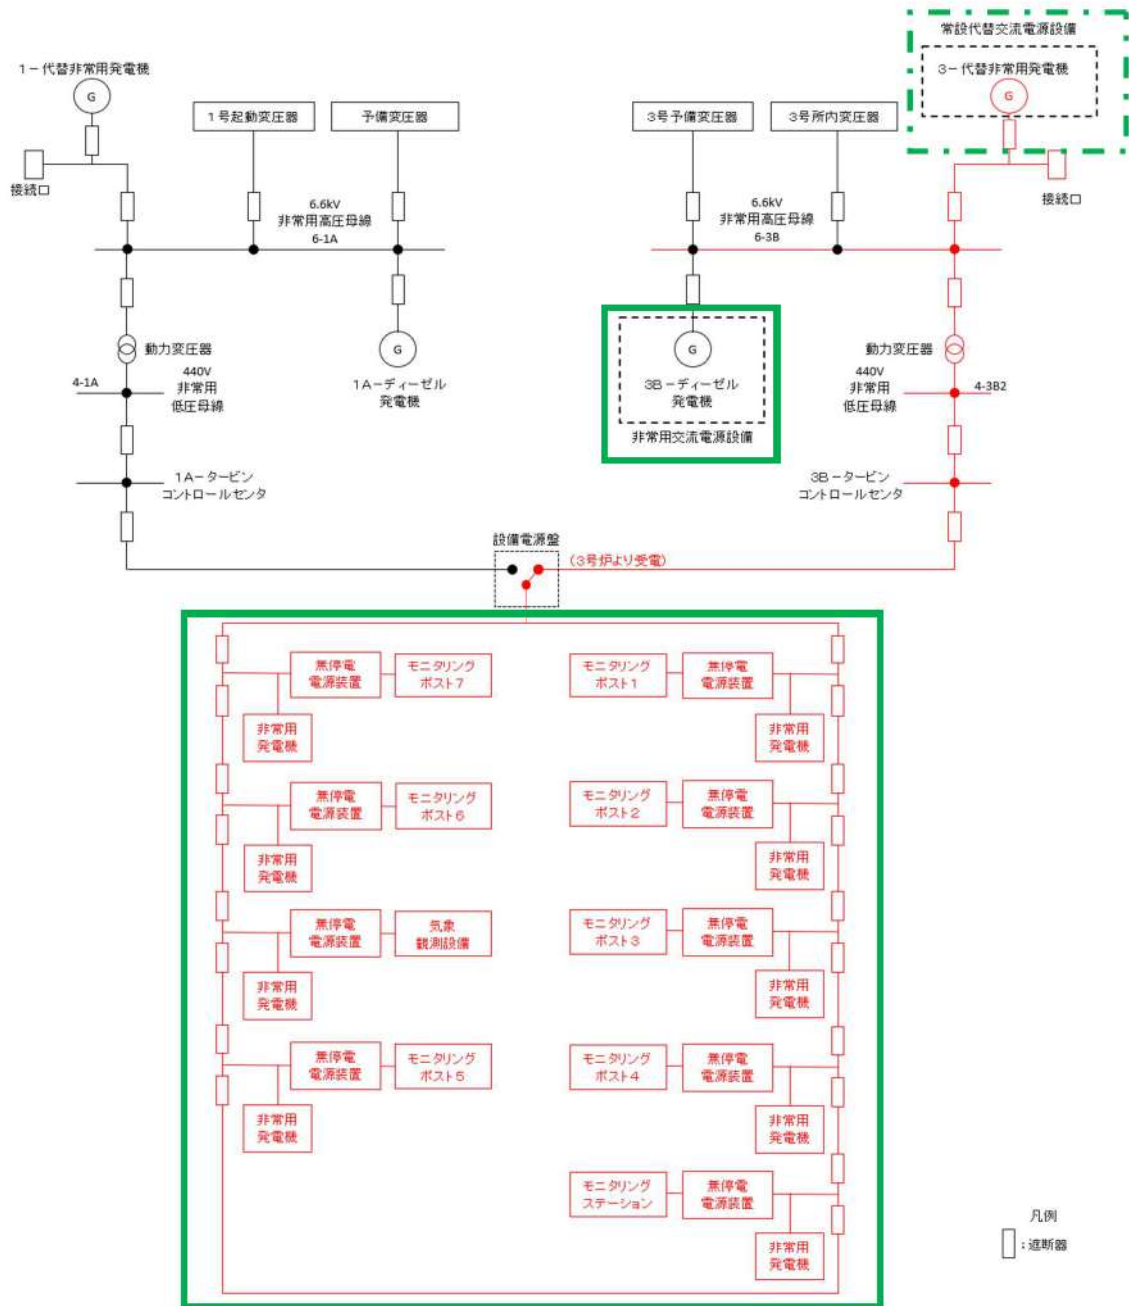 常設代替交流電源設備
1－代替非常用発電機
3－代替非常用発電機
G
G
1号起動変圧器
予備変圧器
3号予備変圧器
3号所内変圧器
接続口
接続口
6.6kV
非常用高圧母線
6-1A
6.6kV
非常用高圧母線
6-3B
動力変圧器
G
G
動力変圧器
4-1A
440V
非常用
低圧母線
1A－ディーゼル
発電機
3B－ディーゼル
発電機
440V
非常用
低圧母線
4-3B2
非常用交流電源設備
1A－タービン
コントロールセンタ
3B－タービン
コントロールセンタ
設備電源盤
(3号炉より受電)
無停電
電源装置
モニタリング
ポスト7
モニタリング
ポスト1
無停電
電源装置
非常用
発電機
非常用
発電機
無停電
電源装置
モニタリング
ポスト6
モニタリング
ポスト2
無停電
電源装置
非常用
発電機
非常用
発電機
無停電
電源装置
気象
観測設備
モニタリング
ポスト3
無停電
電源装置
非常用
発電機
非常用
発電機
無停電
電源装置
モニタリング
ポスト5
モニタリング
ポスト4
無停電
電源装置
非常用
発電機
非常用
発電機
モニタリング
ステーション
無停電
電源装置
非常用
発電機
凡例
：遮断器